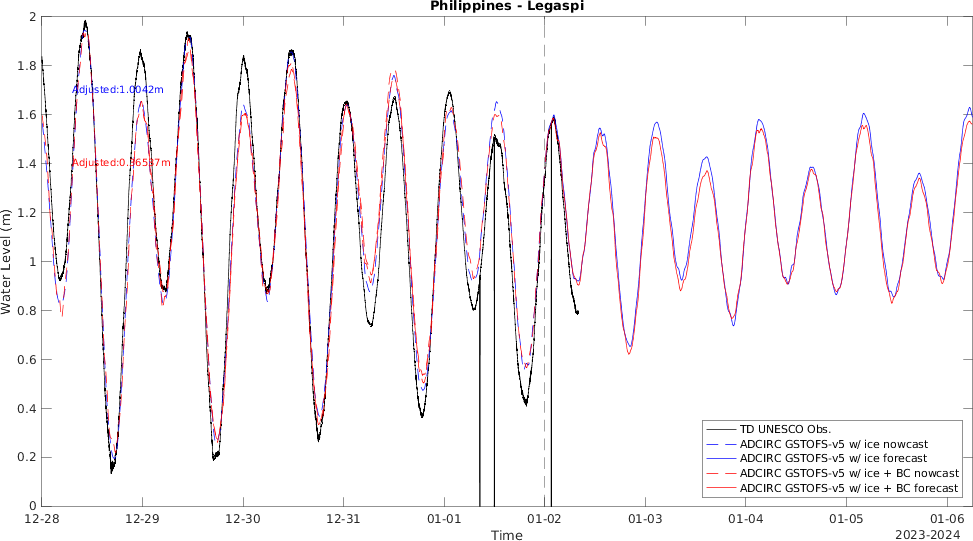 Philippines - Legaspi
2
1.8
1.6
1.4
1.2
1
0.8
0.6
0.4
0.2
0
Water Level (m)
Adjusted:1.0042m
TD UNESCO Obs.
ADCIRC GSTOFS-v5 w/ ice nowcast
ADCIRC GSTOFS-v5 w/ ice forecast
ADCIRC GSTOFS-v5 w/ ice + BC nowcast
ADCIRC GSTOFS-v5 w/ ice + BC forecast
12-28 12-29 12-30 12-31 01-01 01-02 01-03 01-04 01-05 01-06
Time
2023-2024